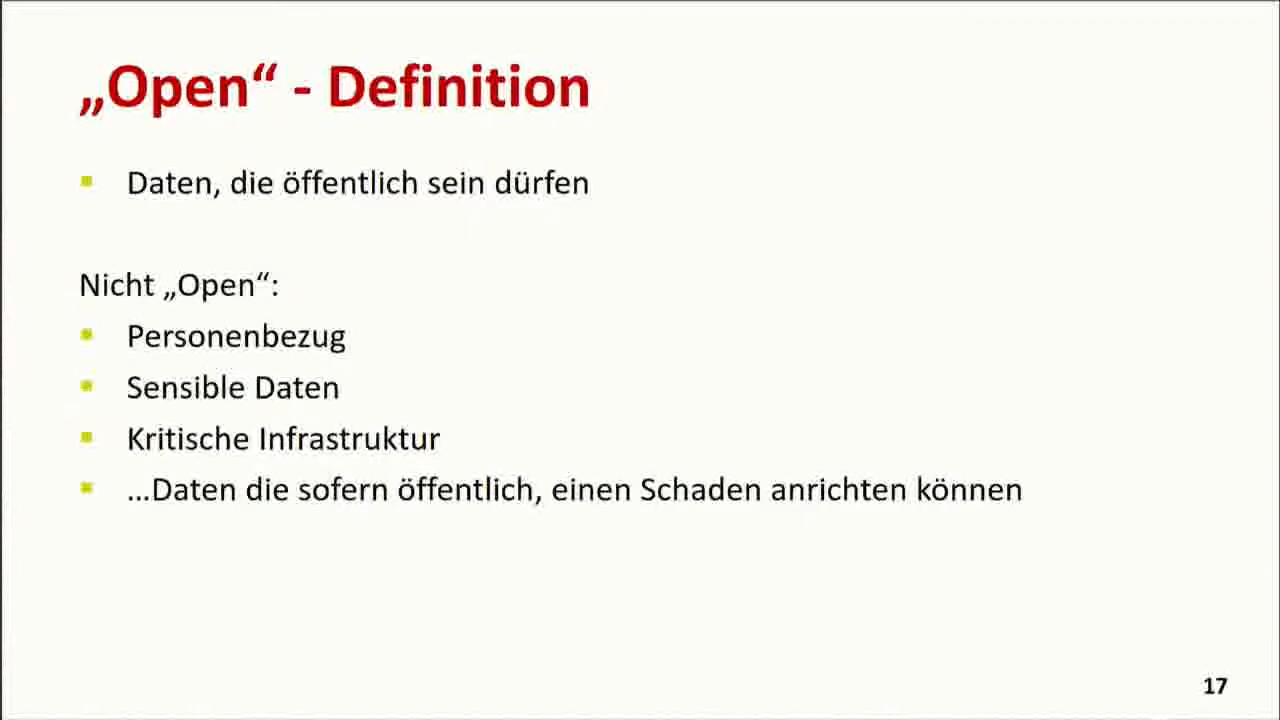 „Open“ - Definition
▪ Daten, die öffentlich sein dürfen
Nicht „Open“:
▪ Personenbezug
▪ Sensible Daten
▪ Kritische Infrastruktur
▪ …Daten die sofern öffentlich, einen Schaden anrichten können
17